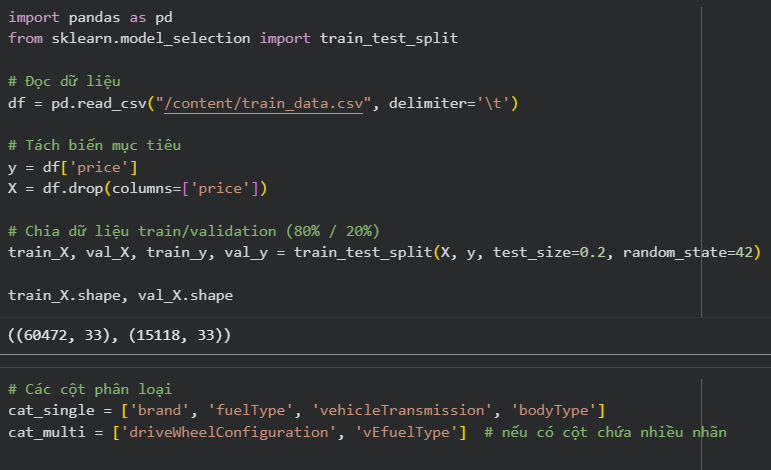 import pandas as pd
from sklearn.model_selection import train_test_split
# Đọc dữ liệu
df = pd.read_csv("/content/train_data.csv", delimiter='\t')
# Tách biến mục tiêu
y = df['price']
X = df.drop(columns=['price'])
# Chia dữ liệu train/validation (80% / 20%)
train_X, val_X, train_y, val_y = train_test_split(X, y, test_size=0.2, random_state=42)
train_X.shape, val_X.shape
((60472, 33), (15118, 33))
# Các cột phân loại
cat_single = ['brand', 'fuelType', 'vehicleTransmission', 'bodyType']
cat_multi = ['driveWheelConfiguration', 'vEfuelType']  # nếu có cột chứa nhiều nhãn